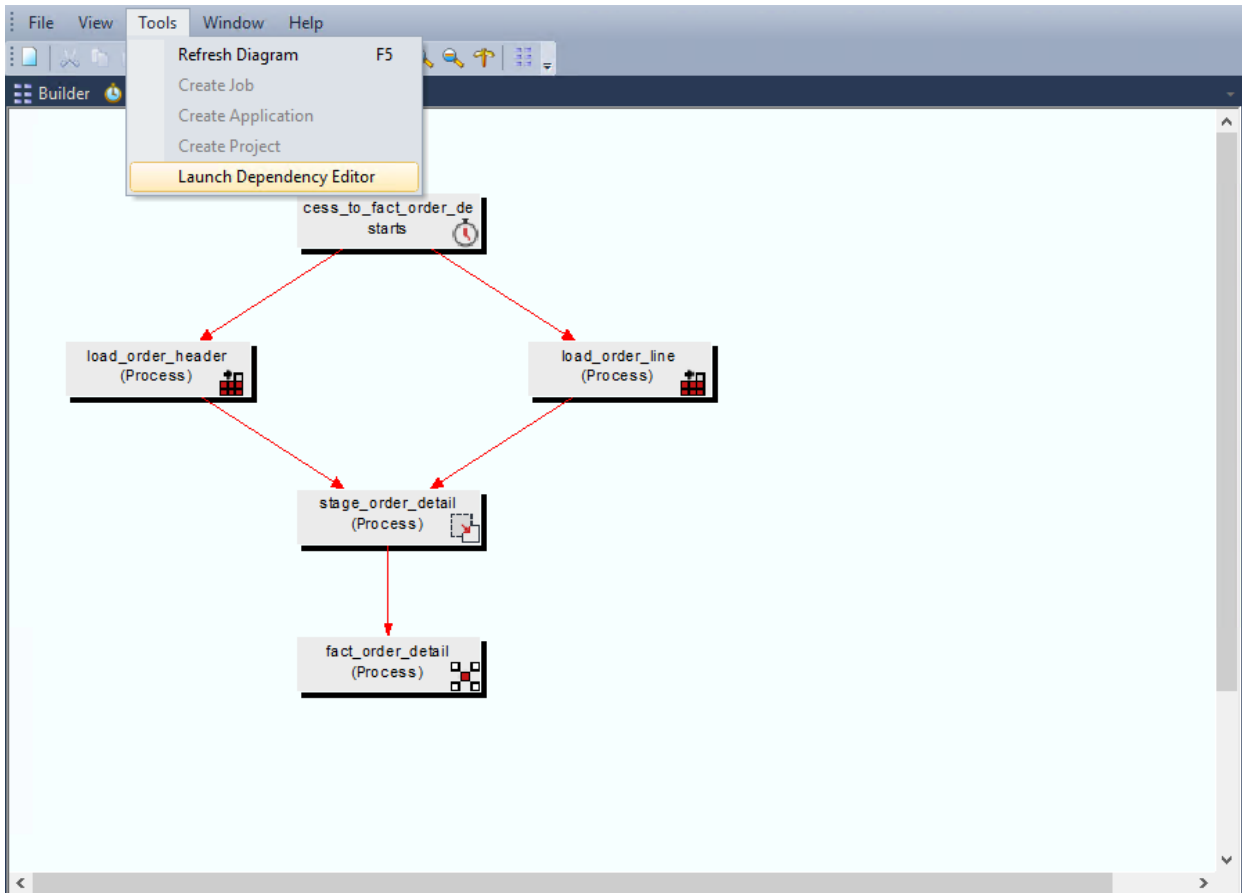 File View Tools Window Help
Refresh Diagram F5
Create Job
Builder
Create Application
Create Project
Launch Dependency Editor
cess_to_fact_order_de
starts
load_order_header
(Process)
load_order_line
(Process)
stage_order_detail
(Process)
fact_order_detail
(Process)